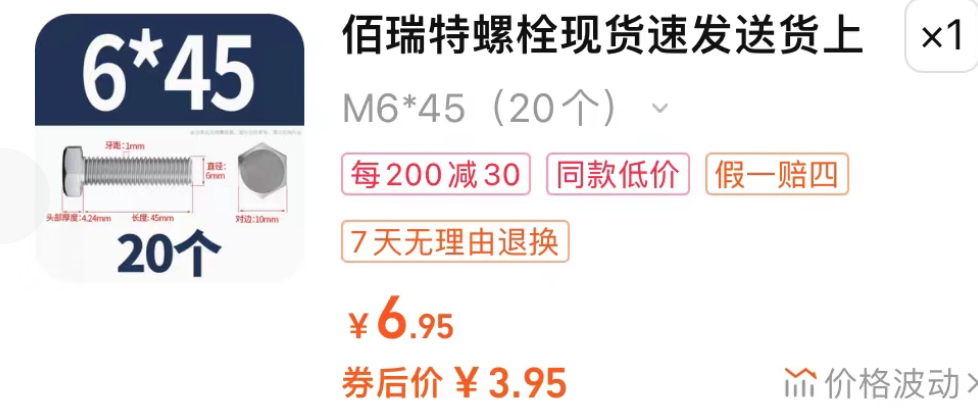 6*45
牙距:1mm
直径:
6mm
头部厚度:4.24mm
长度:45mm
对边:10mm
20个
佰瑞特螺栓现货速发送货上
×1
M6*45（20个）
每200减30
同款低价
假一赔四
7天无理由退换
￥6.95
券后价￥3.95
价格波动